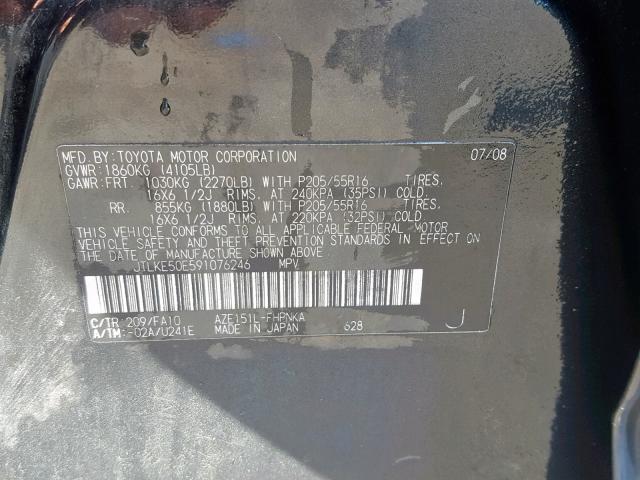 MFD. BY: TOYOTA MOTOR CORPORATION 07/08
GVWR: 1860KG (4105LB)
GAWR: FRT. 1030KG (2270LB) WITH P205/55R16 TIRES,
16X6 1/2J RIMS, AT 240KPA (35PSI) COLD.
RR. 855KG (1880LB) WITH P205/55R16 TIRES,
16X6 1/2J RIMS, AT 220KPA (32PSI) COLD.
THIS VEHICLE CONFORMS TO ALL APPLICABLE FEDERAL MOTOR
VEHICLE SAFETY AND THEFT PREVENTION STANDARDS IN EFFECT ON
THE DATE OF MANUFACTURE SHOWN ABOVE.
JTLKE50E591076246 MPV
C/TR: 209/FA10 AZE151L-FHPNKA
A/TM: -02A/U241E MADE IN JAPAN 628 J